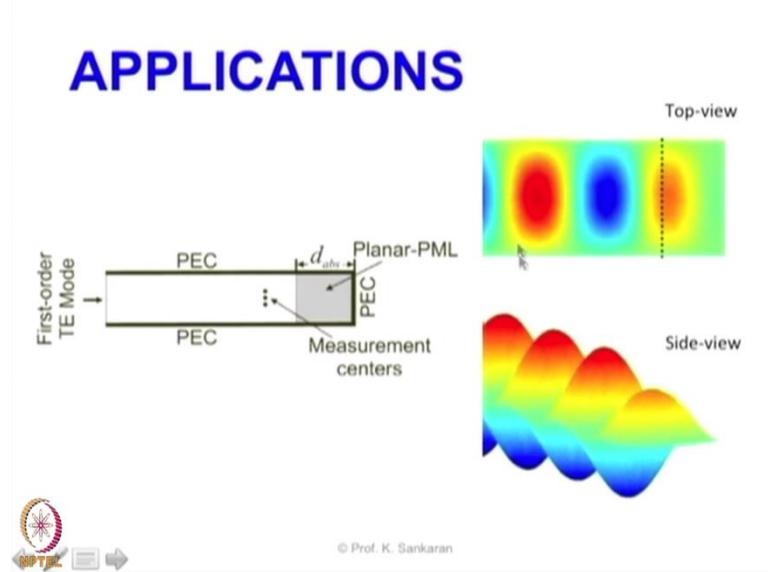 APPLICATIONS
Top-view
First-order
TE Mode
PEC
d abs
Planar-PML
PEC
PEC
Measurement
centers
Side-view
NPTEL
© Prof. K. Sankaran